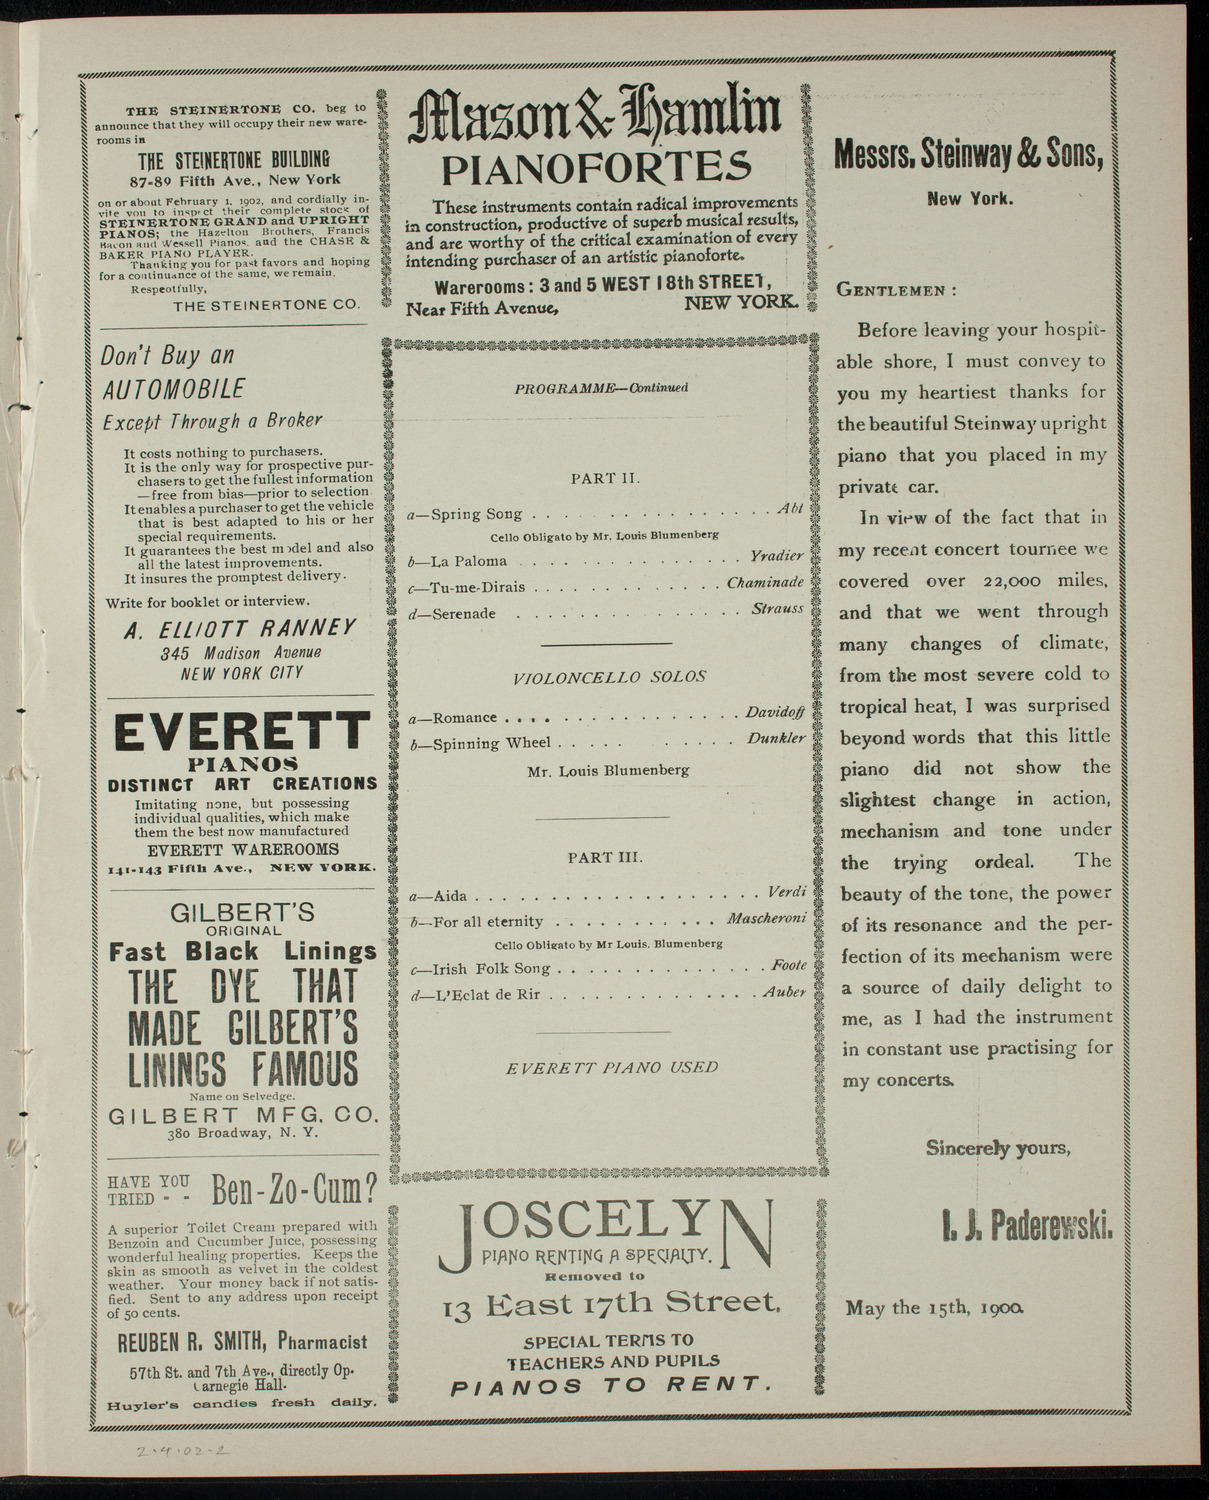 THE STEINERTONE CO. beg to
announce that they will occupy their new ware-
rooms in
THE STEINERTONE BUILDING
87-89 Fifth Ave., New York
on or about February 1, 1902, and cordially in-
vite you to inspect their complete stock of
STEINERTONE GRAND and UPRIGHT
PIANOS; the Hazelton Brothers, Francis
Bacon and Wessell Pianos, and the CHASE &
BAKER PIANO PLAYER.
Thanking you for past favors and hoping
for a continuance of the same, we remain,
Respectfully,
THE STEINERTONE CO.
Don't Buy an
AUTOMOBILE
Except Through a Broker
It costs nothing to purchasers.
It is the only way for prospective pur-
chasers to get the fullest information
—free from bias—prior to selection
It enables a purchaser to get the vehicle
that is best adapted to his or her
special requirements.
It guarantees the best model and also
all the latest improvements.
It insures the promptest delivery.
Write for booklet or interview.
A. ELLIOTT RANNEY
345 Madison Avenue
NEW YORK CITY
EVERETT
PIANOS
DISTINCT ART CREATIONS
Imitating none, but possessing
individual qualities, which make
them the best now manufactured
EVERETT WAREROOMS
141-143 Fifth Ave., NEW YORK.
GILBERT'S
ORIGINAL
Fast Black Linings
THE DYE THAT
MADE GILBERT'S
LININGS FAMOUS
Name on Selvedge.
GILBERT MFG. CO.
380 Broadway, N. Y.
HAVE YOU
TRIED - - Ben-Zo-Cum?
A superior Toilet Cream prepared with
Benzoin and Cucumber Juice, possessing
wonderful healing properties. Keeps the
skin as smooth as velvet in the coldest
weather. Your money back if not satis-
fied. Sent to any address upon receipt
of 50 cents.
REUBEN R. SMITH, Pharmacist
57th St. and 7th Ave., directly Op.
Carnegie Hall.
Huyler's candies fresh daily.
Mason & Hamlin
PIANOFORTES
These instruments contain radical improvements
in construction, productive of superb musical results,
and are worthy of the critical examination of every
intending purchaser of an artistic pianoforte.
Warerooms: 3 and 5 WEST 18th STREET,
Near Fifth Avenue, NEW YORK.
PROGRAMME—Continued
PART II.
a—Spring Song . . . . . . . . . . . . . . . . . Abt
Cello Obligato by Mr. Louis Blumenberg
b—La Paloma . . . . . . . . . . . . . . . Yradier
c—Tu-me-Dirais . . . . . . . . . . . . . Chaminade
d—Serenade . . . . . . . . . . . . . Strauss
VIOLONCELLO SOLOS
a—Romance . . . . . . . . . . . . . . . . Davidoff
b—Spinning Wheel . . . . . . . . . . Dunkler
Mr. Louis Blumenberg
PART III.
a—Aida . . . . . . . . . . . . . . . . . . Verdi
b—For all eternity . . . . . . . . . . . Mascheroni
Cello Obligato by Mr Louis. Blumenberg
c—Irish Folk Song . . . . . . . . . . . . . . Foote
d—L'Eclat de Rir . . . . . . . . . . . . . . Auber
EVERETT PIANO USED
JOSCELYN
PIANO RENTING A SPECIALTY.
Removed to
13 East 17th Street.
SPECIAL TERMS TO
TEACHERS AND PUPILS
PIANOS TO RENT.
Messrs. Steinway & Sons,
New York.
GENTLEMEN :
Before leaving your hospit-
able shore, I must convey to
you my heartiest thanks for
the beautiful Steinway upright
piano that you placed in my
private car.
In view of the fact that in
my recent concert tournee we
covered over 22,000 miles,
and that we went through
many changes of climate,
from the most severe cold to
tropical heat, I was surprised
beyond words that this little
piano did not show the
slightest change in action,
mechanism and tone under
the trying ordeal. The
beauty of the tone, the power
of its resonance and the per-
fection of its mechanism were
a source of daily delight to
me, as I had the instrument
in constant use practising for
my concerts.
Sincerely yours,
I. J. Paderewski.
May the 15th, 1900.
2.4.02-2